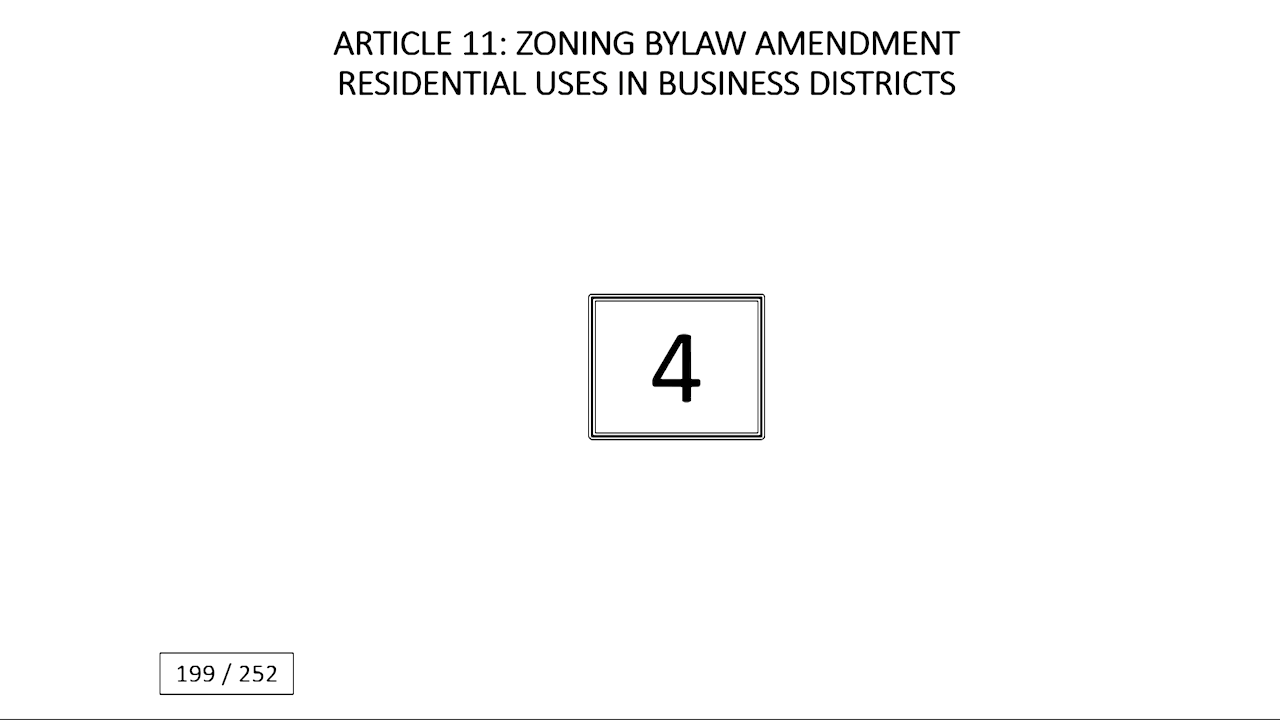 ARTICLE 11: ZONING BYLAW AMENDMENT
RESIDENTIAL USES IN BUSINESS DISTRICTS
4
199 / 252